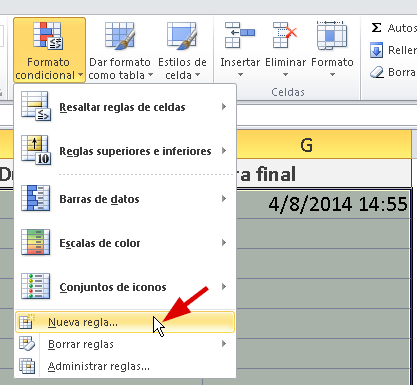 Formato
condicional
Dar formato
como tabla
Estilos de
celda
Insertar
Eliminar
Formato
Σ Autos
Reller
Borra
Celdas
Resaltar reglas de celdas
Reglas superiores e inferiores
10
Barras de datos
Escalas de color
Conjuntos de iconos
Nueva regla...
Borrar reglas
Administrar reglas...
G
D
ra final
4/8/2014 14:55